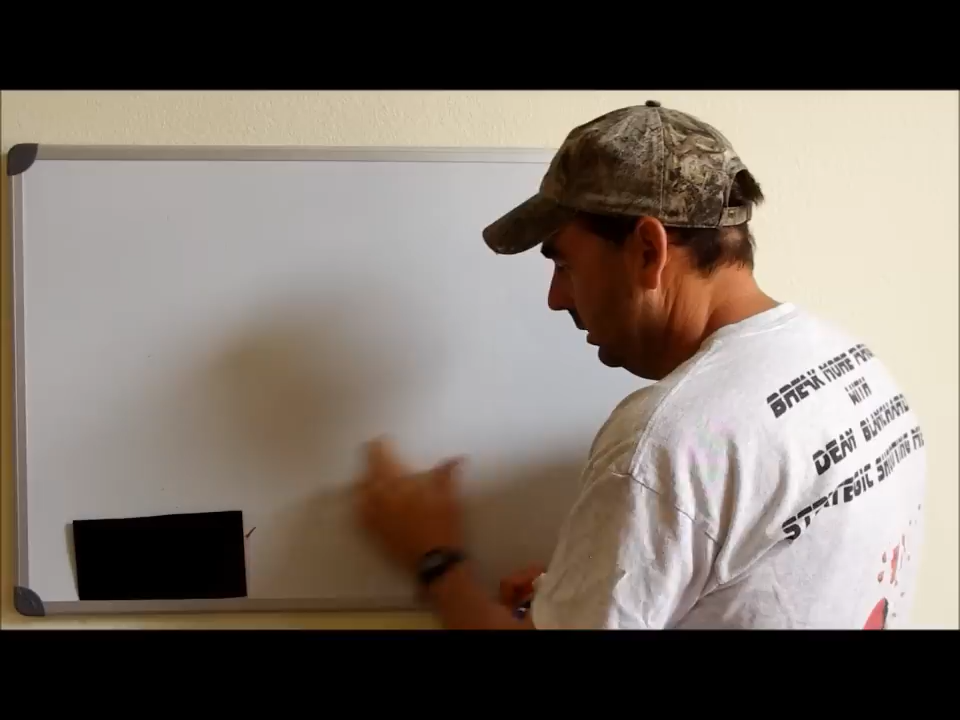 BREAK MORE
WITH
DEAN BLANCHARD
STRATEGIC SHOOTING